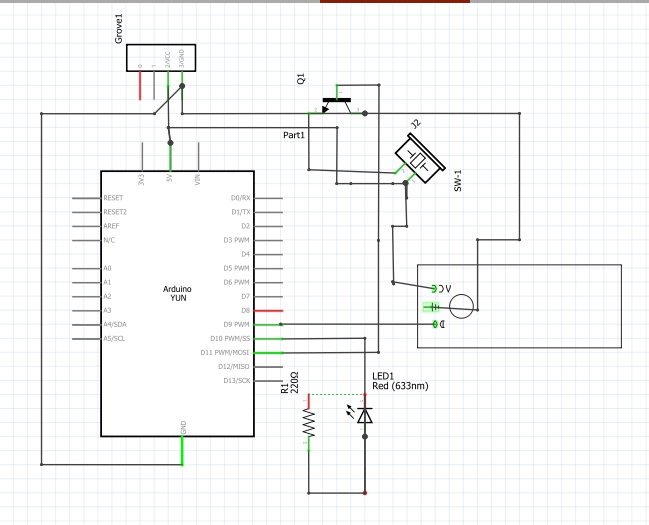 Grove1
0
1
2/VCC
3/GND
Q1
J2
Part1
SW-1
3V3
5V
VIN
RESET
RESET2
AREF
N/C
A0
A1
A2
A3
A4/SDA
A5/SCL
Arduino
YUN
D0/RX
D1/TX
D2
D3 PWM
D4
D5 PWM
D6 PWM
D7
D8
D9 PWM
D10 PWM/SS
D11 PWM/MOSI
D12/MISO
D13/SCK
GND
V
R1
220Ω
LED1
Red (633nm)